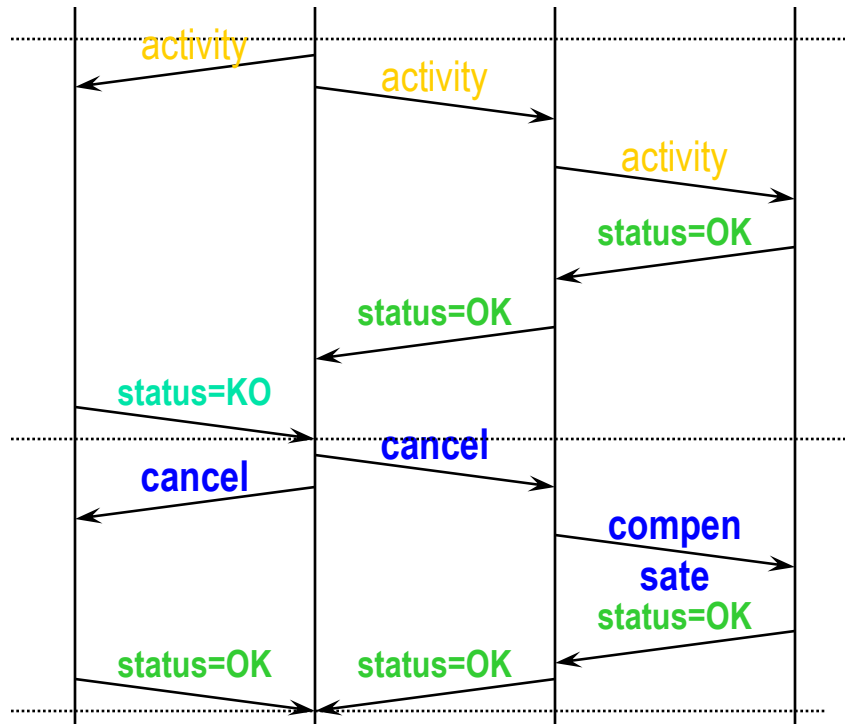 activity
activity
activity
status=OK
status=OK
status=KO
cancel
cancel
compen
sate
status=OK
status=OK
status=OK